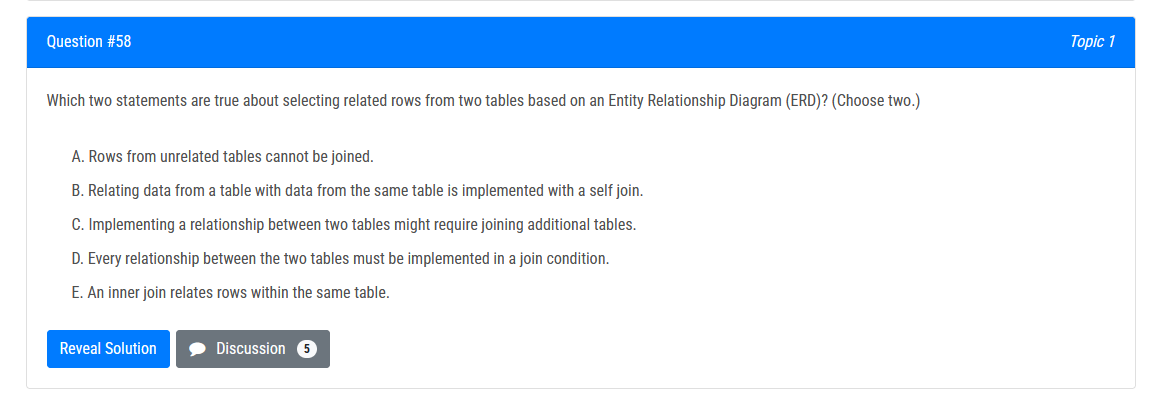 Question #58
Topic 1
Which two statements are true about selecting related rows from two tables based on an Entity Relationship Diagram (ERD)? (Choose two.)
A. Rows from unrelated tables cannot be joined.
B. Relating data from a table with data from the same table is implemented with a self join.
C. Implementing a relationship between two tables might require joining additional tables.
D. Every relationship between the two tables must be implemented in a join condition.
E. An inner join relates rows within the same table.
Reveal Solution
Discussion 5